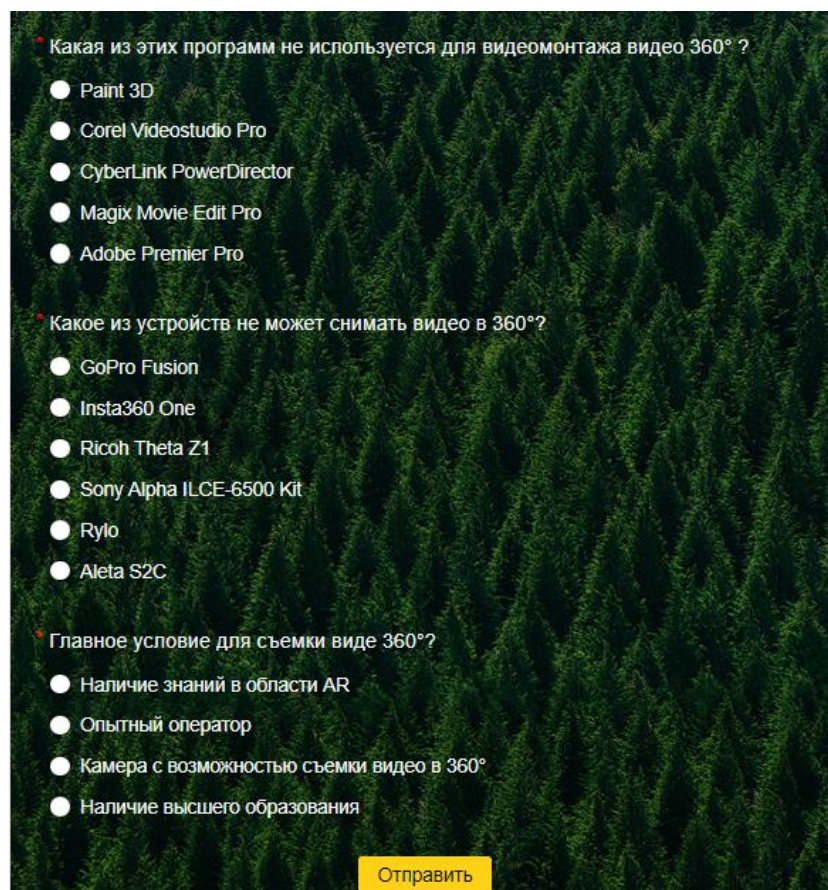 * Какая из этих программ не используется для видеомонтажа видео 360° ?
Paint 3D
Corel Videostudio Pro
CyberLink PowerDirector
Magix Movie Edit Pro
Adobe Premier Pro
* Какое из устройств не может снимать видео в 360°?
GoPro Fusion
Insta360 One
Ricoh Theta Z1
Sony Alpha ILCE-6500 Kit
Rylo
Aleta S2C
* Главное условие для съемки виде 360°?
Наличие знаний в области AR
Опытный оператор
Камера с возможностью съемки видео в 360°
Наличие высшего образования
Отправить